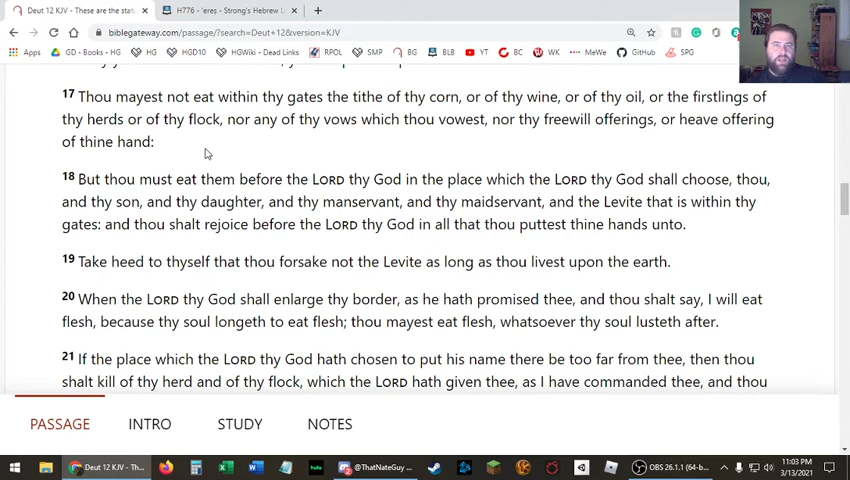 Deut 12 KJV - These are the stat
H776 - 'ereṣ - Strong's Hebrew L
biblegateway.com/passage/?search=Deut+12&version=KJV
Apps GD - Books - HG HG HGD10 HGWiki - Dead Links RPOL SMP BG BLB YT BC WK MeWe GitHub SPG
17 Thou mayest not eat within thy gates the tithe of thy corn, or of thy wine, or of thy oil, or the firstlings of
thy herds or of thy flock, nor any of thy vows which thou vowest, nor thy freewill offerings, or heave offering
of thine hand:
18 But thou must eat them before the LORD thy God in the place which the LORD thy God shall choose, thou,
and thy son, and thy daughter, and thy manservant, and thy maidservant, and the Levite that is within thy
gates: and thou shalt rejoice before the LORD thy God in all that thou puttest thine hands unto.
19 Take heed to thyself that thou forsake not the Levite as long as thou livest upon the earth.
20 When the LORD thy God shall enlarge thy border, as he hath promised thee, and thou shalt say, I will eat
flesh, because thy soul longeth to eat flesh; thou mayest eat flesh, whatsoever thy soul lusteth after.
21 If the place which the LORD thy God hath chosen to put his name there be too far from thee, then thou
shalt kill of thy herd and of thy flock, which the LORD hath given thee, as I have commanded thee, and thou
PASSAGE INTRO STUDY NOTES
Deut 12 KJV - Th...
hulu
@ThatNateGuy ...
OBS 26.1.1 (64-b...
11:03 PM
3/13/2021